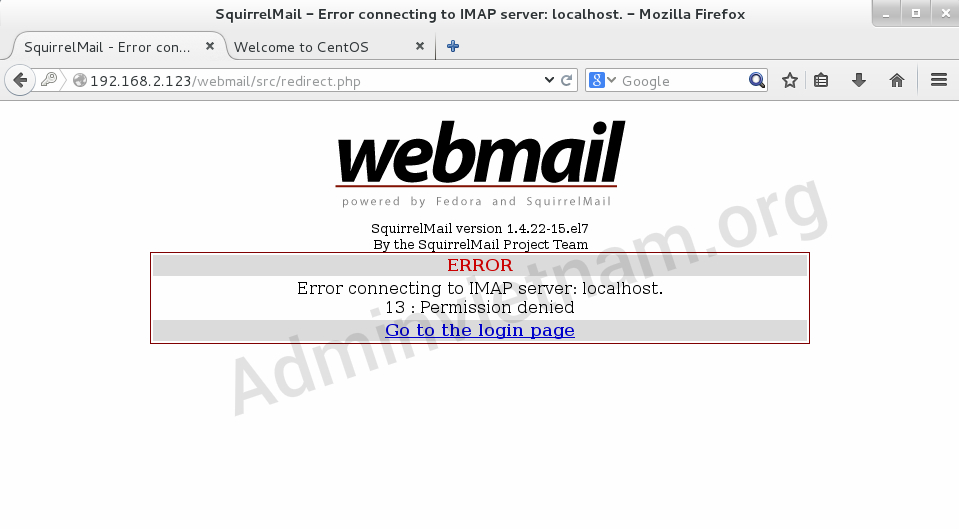 SquirrelMail - Error connecting to IMAP server: localhost. - Mozilla Firefox
SquirrelMail - Error con...
Welcome to CentOS
192.168.2.123/webmail/src/redirect.php
Google
webmail
powered by Fedora and SquirrelMail
SquirrelMail version 1.4.22-15.el7
By the SquirrelMail Project Team
ERROR
Error connecting to IMAP server: localhost.
13 : Permission denied
Go to the login page
Adminvietnam.org